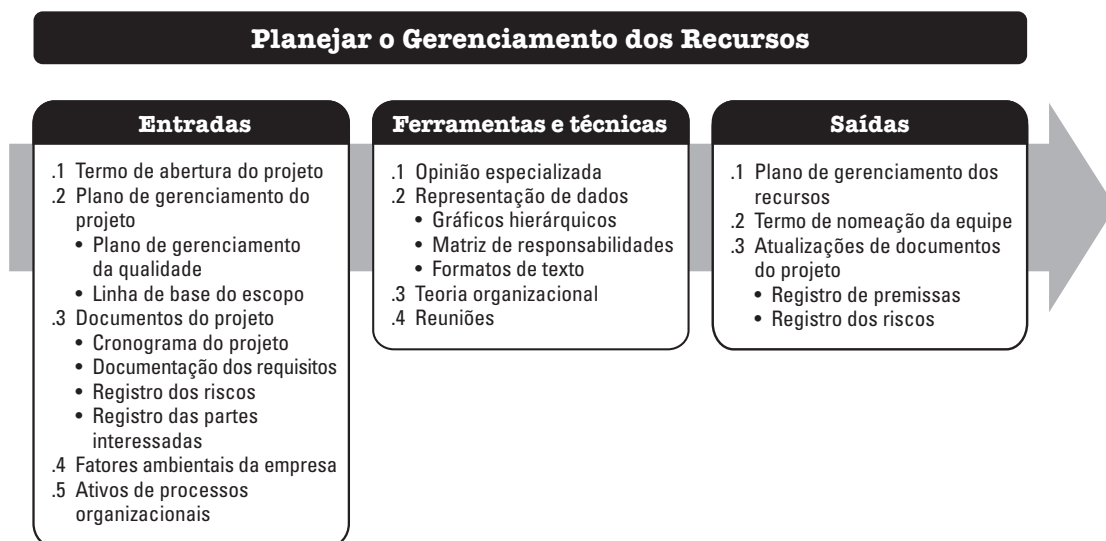 Planejar o Gerenciamento dos Recursos
Entradas
.1 Termo de abertura do projeto
.2 Plano de gerenciamento do
projeto
• Plano de gerenciamento
da qualidade
• Linha de base do escopo
.3 Documentos do projeto
• Cronograma do projeto
• Documentação dos requisitos
• Registro dos riscos
• Registro das partes
interessadas
.4 Fatores ambientais da empresa
.5 Ativos de processos
organizacionais
Ferramentas e técnicas
.1 Opinião especializada
.2 Representação de dados
• Gráficos hierárquicos
• Matriz de responsabilidades
• Formatos de texto
.3 Teoria organizacional
.4 Reuniões
Saídas
.1 Plano de gerenciamento dos
recursos
.2 Termo de nomeação da equipe
.3 Atualizações de documentos
do projeto
• Registro de premissas
• Registro dos riscos